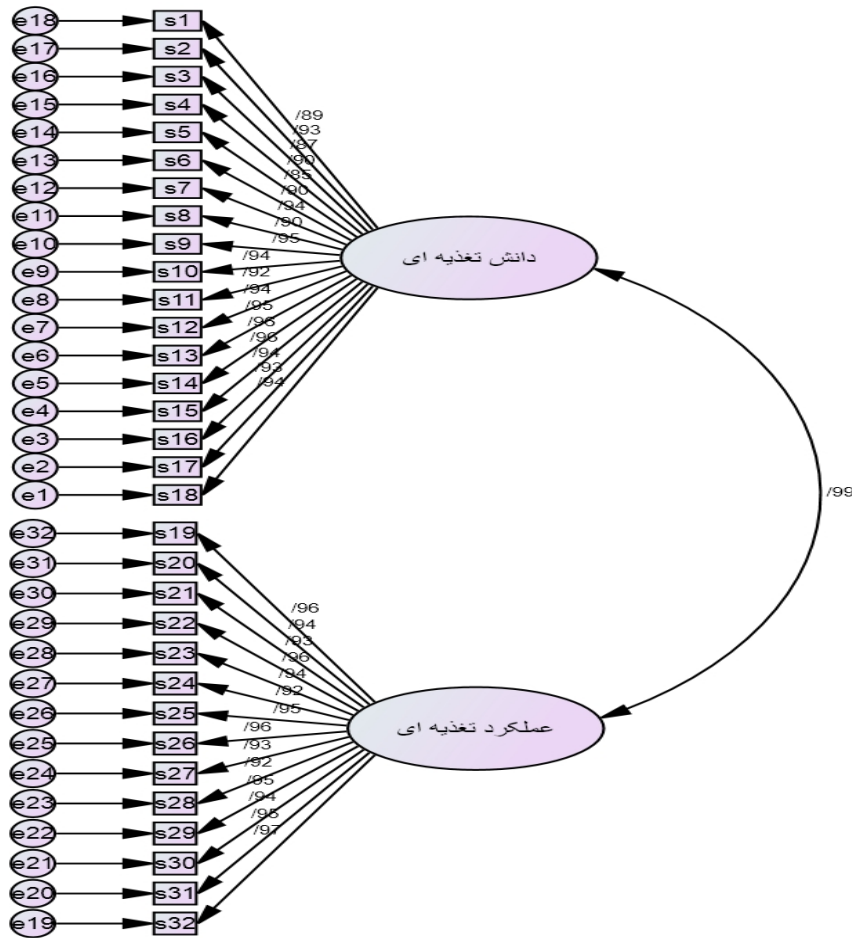 e18 s1
e17 s2
e16 s3
e15 s4
e14 s5
e13 s6
e12 s7
e11 s8
e10 s9
e9 s10
e8 s11
e7 s12
e6 s13
e5 s14
e4 s15
e3 s16
e2 s17
e1 s18
/89
/93
/87
/90
/85
/90
/94
/90
/95
/94
/92
/94
/95
/96
/96
/94
/93
/94
دانش تغذیه ای
/99
e32 s19
e31 s20
e30 s21
e29 s22
e28 s23
e27 s24
e26 s25
e25 s26
e24 s27
e23 s28
e22 s29
e21 s30
e20 s31
e19 s32
/96
/94
/93
/96
/94
/92
/95
/96
/93
/92
/95
/94
/95
/97
عملکرد تغذیه ای